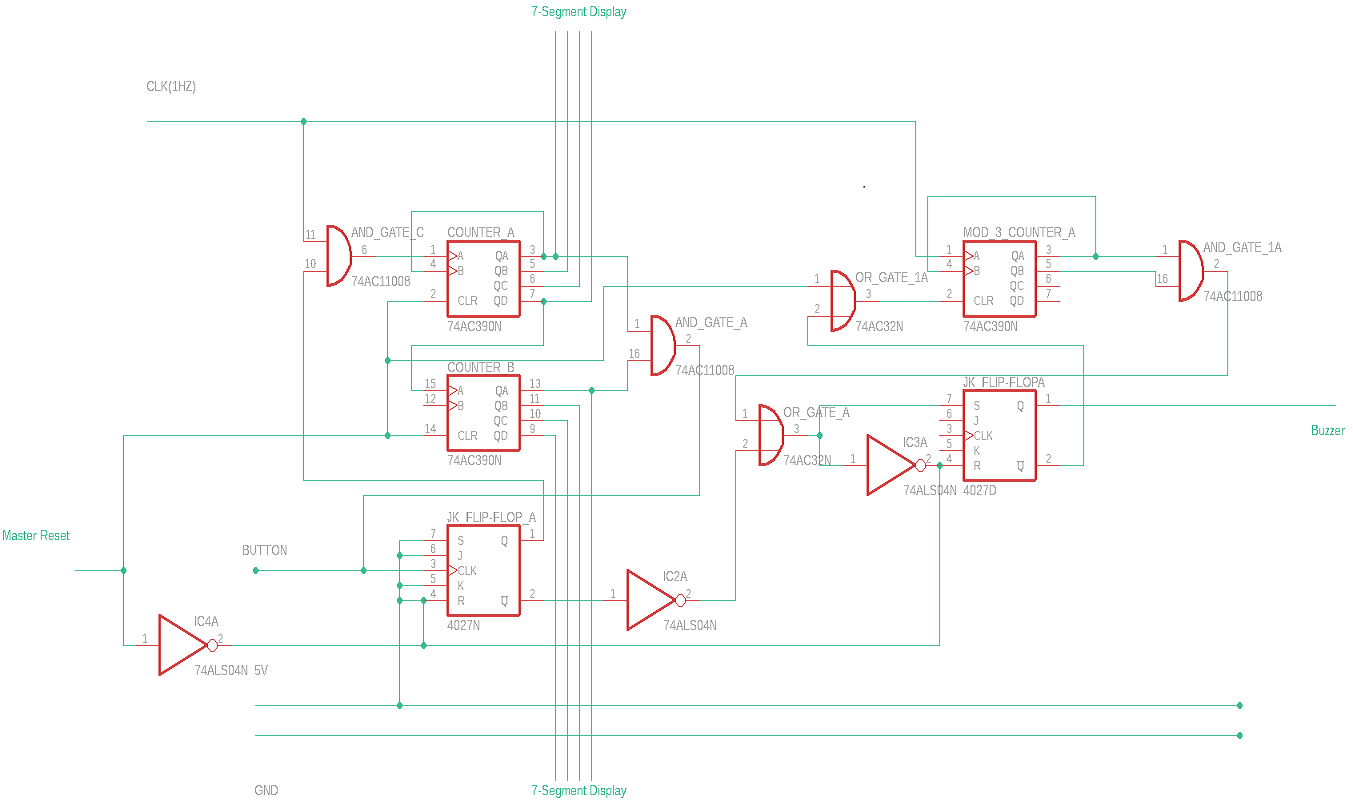 7-Segment Display
CLK(1HZ)
11
10
AND_GATE_C
6
74AC11008
COUNTER_A
1
4
2
A
B
CLR
QA
QB
QC
QD
3
5
6
7
74AC390N
AND_GATE_A
1
16
2
74AC11008
COUNTER_B
15
12
14
A
B
CLR
QA
QB
QC
QD
13
11
10
9
74AC390N
OR_GATE_1A
1
2
3
74AC32N
MOD_3_COUNTER_A
1
4
2
A
B
CLR
QA
QB
QC
QD
3
5
6
7
74AC390N
AND_GATE_1A
1
16
2
74AC11008
OR_GATE_A
1
2
3
74AC32N
IC3A
1
2
74ALS04N
JK_FLIP-FLOPA
7
6
3
5
4
S
J
CLK
K
R
Q
Q
1
2
4027D
Buzzer
Master Reset
BUTTON
JK_FLIP-FLOP_A
7
6
3
5
4
S
J
CLK
K
R
Q
Q
1
2
4027N
IC2A
1
2
74ALS04N
IC4A
1
2
74ALS04N 5V
GND
7-Segment Display